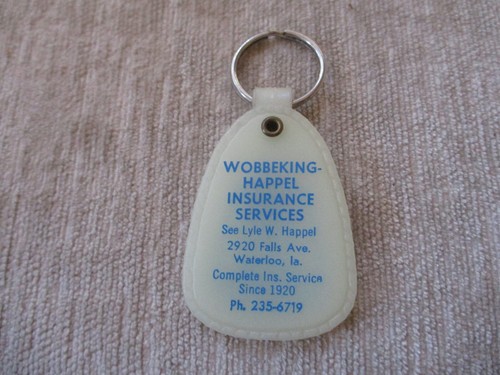 WOBBEKING-
HAPPEL
INSURANCE
SERVICES
See Lyle W. Happel
2920 Falls Ave.
Waterloo, Ia.
Complete Ins. Service
Since 1920
Ph. 235-6719